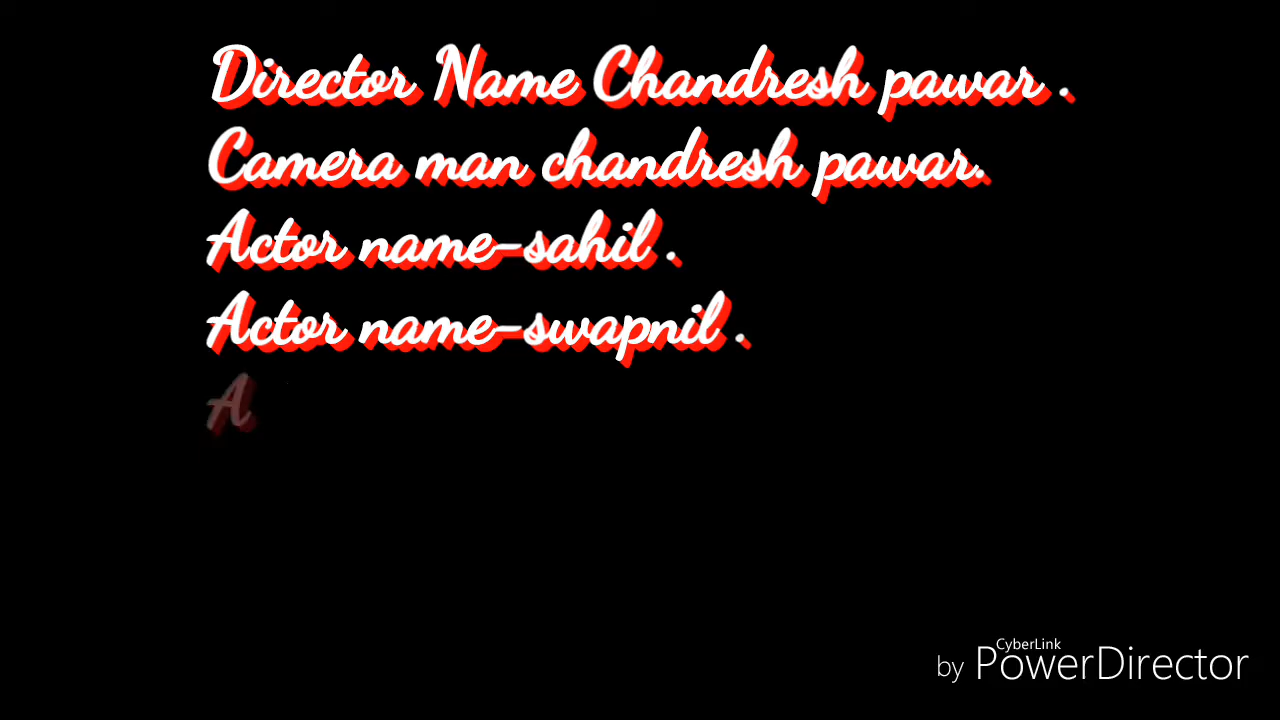 Director Name Chandresh pawar .
Camera man chandresh pawar.
Actor name-sahil .
Actor name-swapnil .
A
CyberLink
by PowerDirector